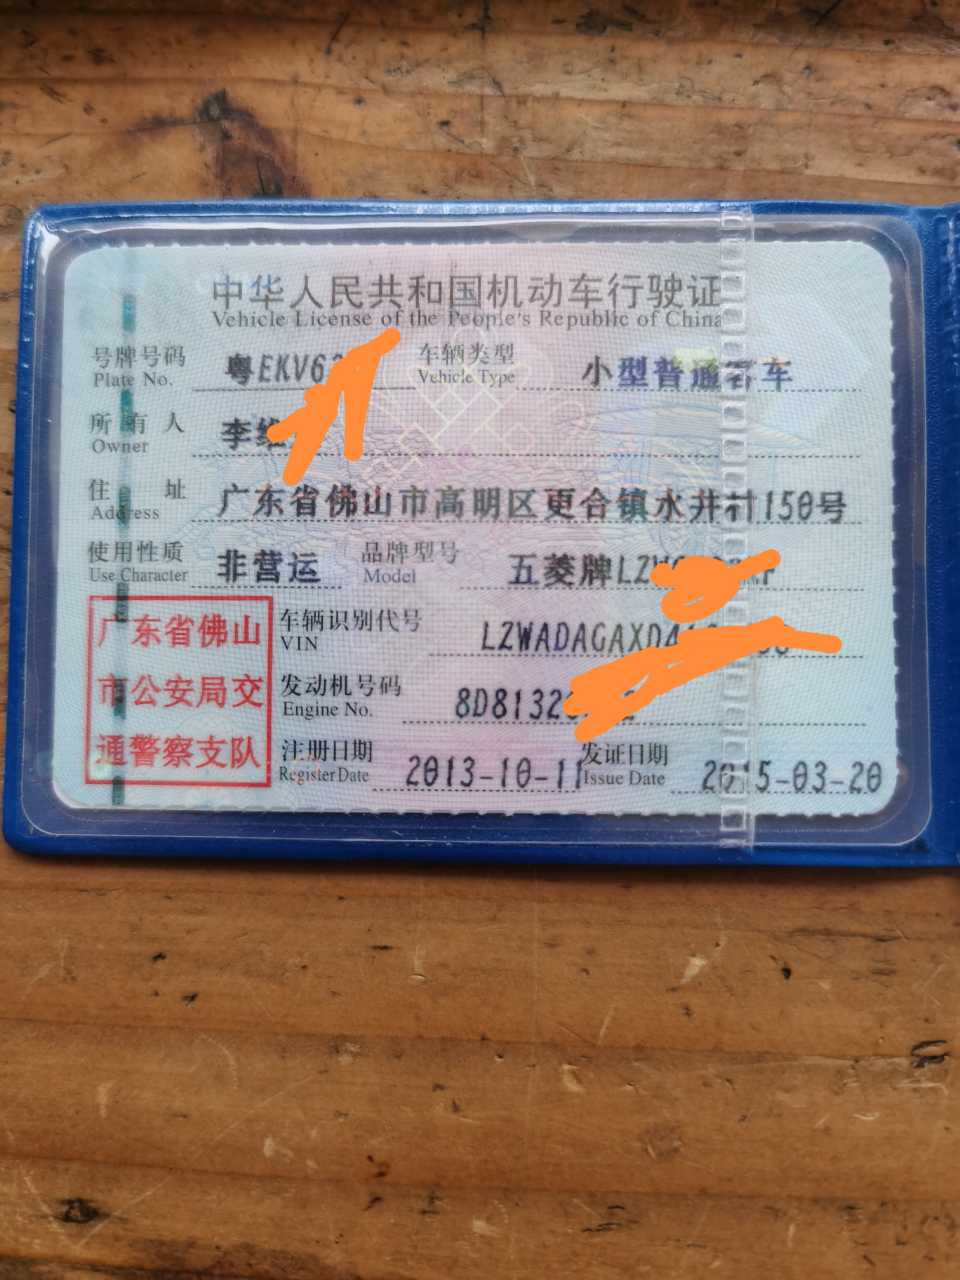 中华人民共和国机动车行驶证
Vehicle License of the People's Republic of China
号牌号码 粤EKV6 车辆类型 小型普通客车
Plate No. Vehicle Type
所有人 李维
Owner
住址 广东省佛山市高明区更合镇水井村150号
Address
使用性质 非营运 品牌型号 五菱牌LZW
Use Character Model
广东省佛山
市公安局交
通警察支队
车辆识别代号 LZWADAGAXD4
VIN
发动机号码 8D8132
Engine No.
注册日期 2013-10-11 发证日期 2015-03-20
Register Date Issue Date